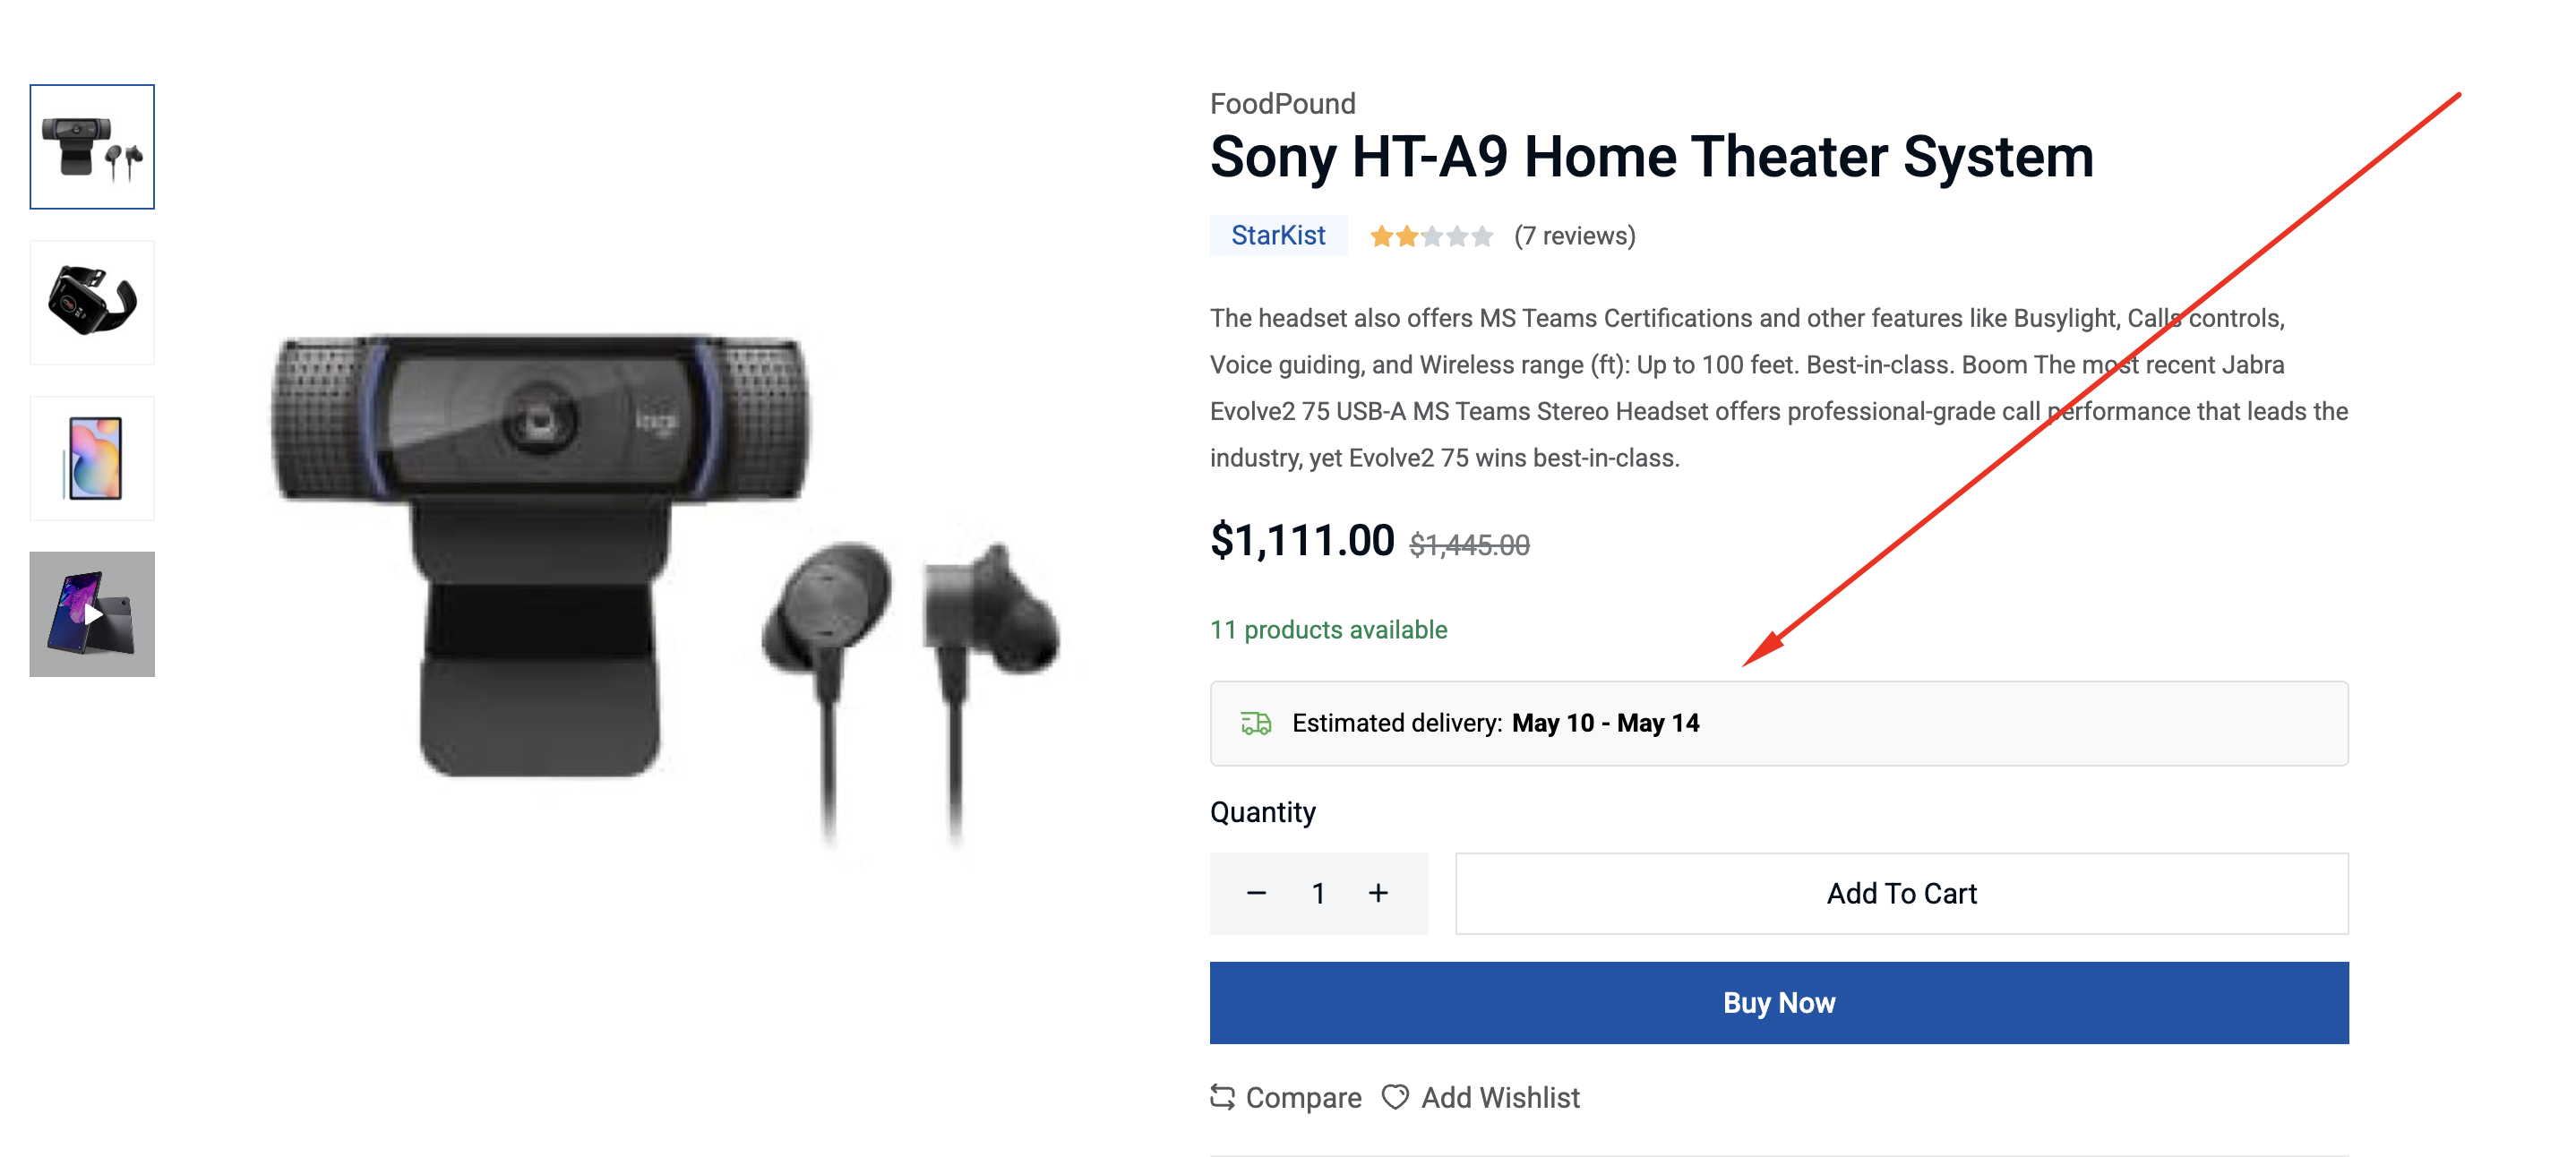 FoodPound
Sony HT-A9 Home Theater System
StarKist
(7 reviews)
The headset also offers MS Teams Certifications and other features like Busylight, Calls controls,
Voice guiding, and Wireless range (ft): Up to 100 feet. Best-in-class. Boom The most recent Jabra
Evolve2 75 USB-A MS Teams Stereo Headset offers professional-grade call performance that leads the
industry, yet Evolve2 75 wins best-in-class.
$1,111.00 $1,445.00
11 products available
Estimated delivery: May 10 - May 14
Quantity
− 1 +
Add To Cart
Buy Now
Compare
Add Wishlist